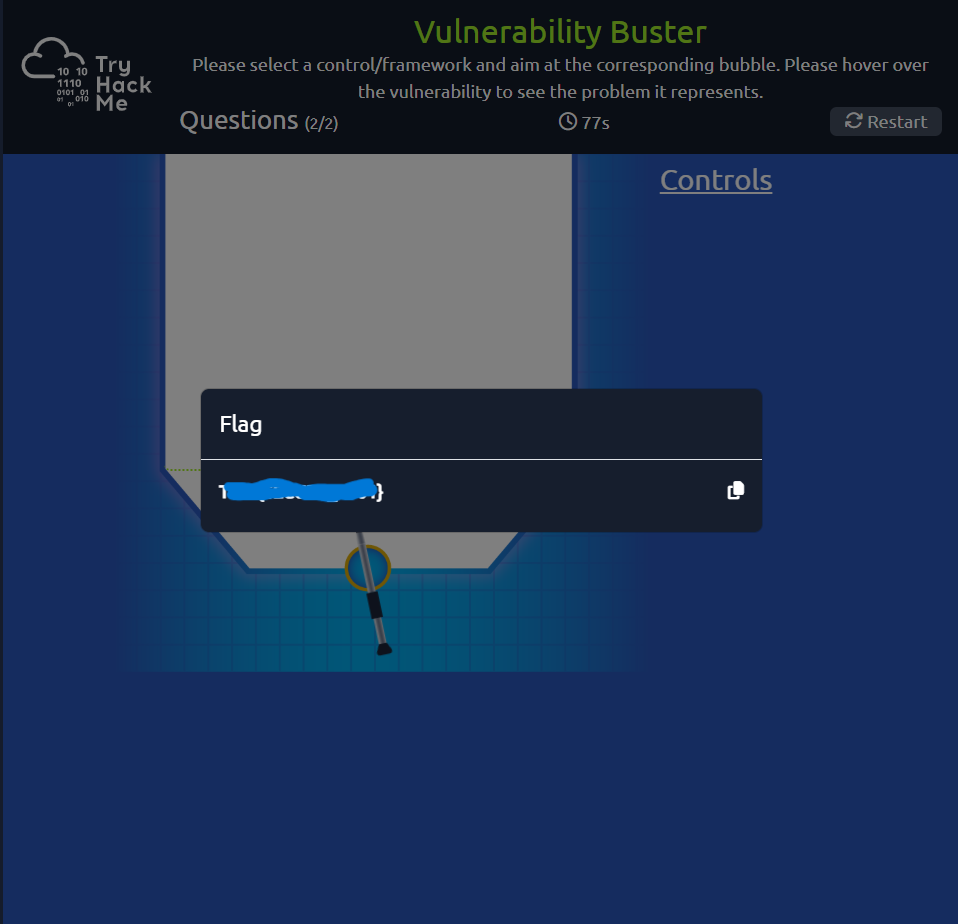 Vulnerability Buster
Try
Hack
Me
10 10
1110
0101 01
01 010
01
Please select a control/framework and aim at the corresponding bubble. Please hover over
the vulnerability to see the problem it represents.
Questions (2/2)
77s
Restart
Controls
Flag